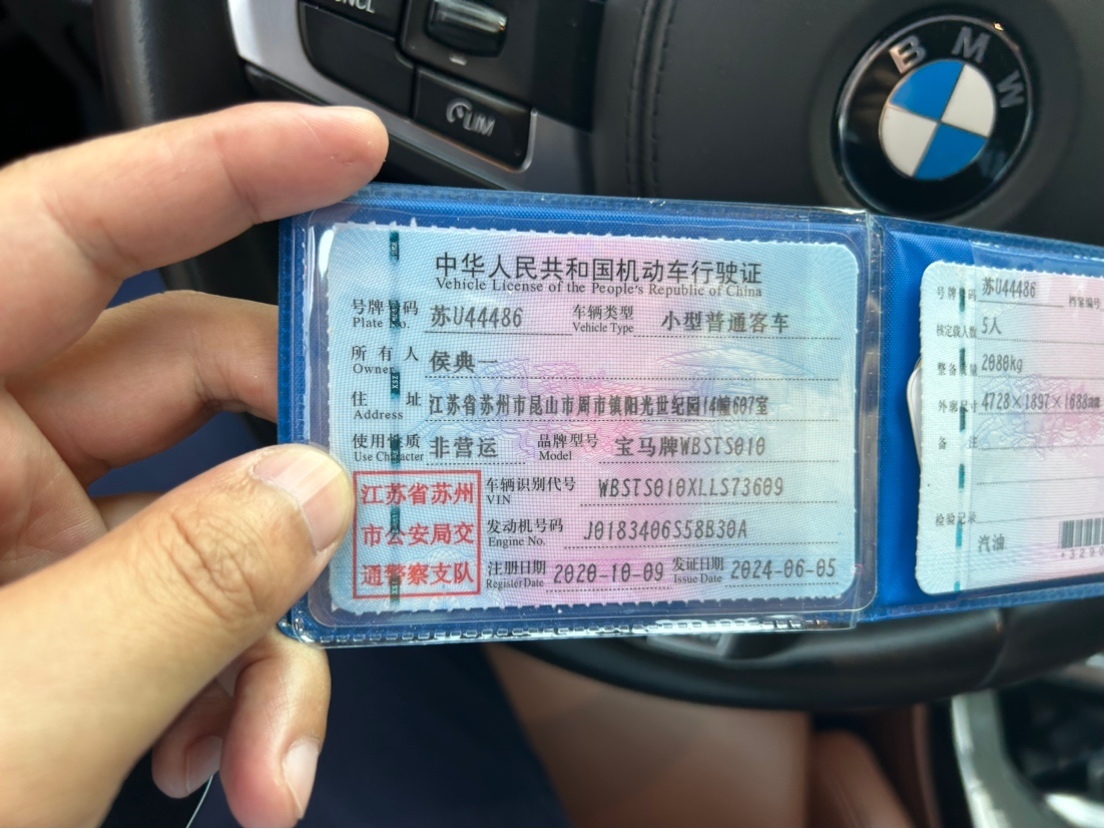 LIM
BMW
中华人民共和国机动车行驶证
Vehicle License of the People's Republic of China
号牌号码 苏U44486 车辆类型 小型普通客车
Plate No. Vehicle Type
所有人 侯典一
Owner
住址 江苏省苏州市昆山市周市镇阳光世纪园14幢607室
Address
使用性质 非营运 品牌型号 宝马牌WBSTS010
Use Character Model
车辆识别代号 WBSTS010XLLS73609
VIN
发动机号码 J0183406S58B30A
Engine No.
注册日期 2020-10-09 发证日期 2024-06-05
Register Date Issue Date
江苏省苏州
市公安局交
通警察支队
号牌号码 苏U44486 档案编号
核定载人数 5人
整备质量 2080kg
外廓尺寸 4728×1897×1688mm
备注
检验记录
汽油